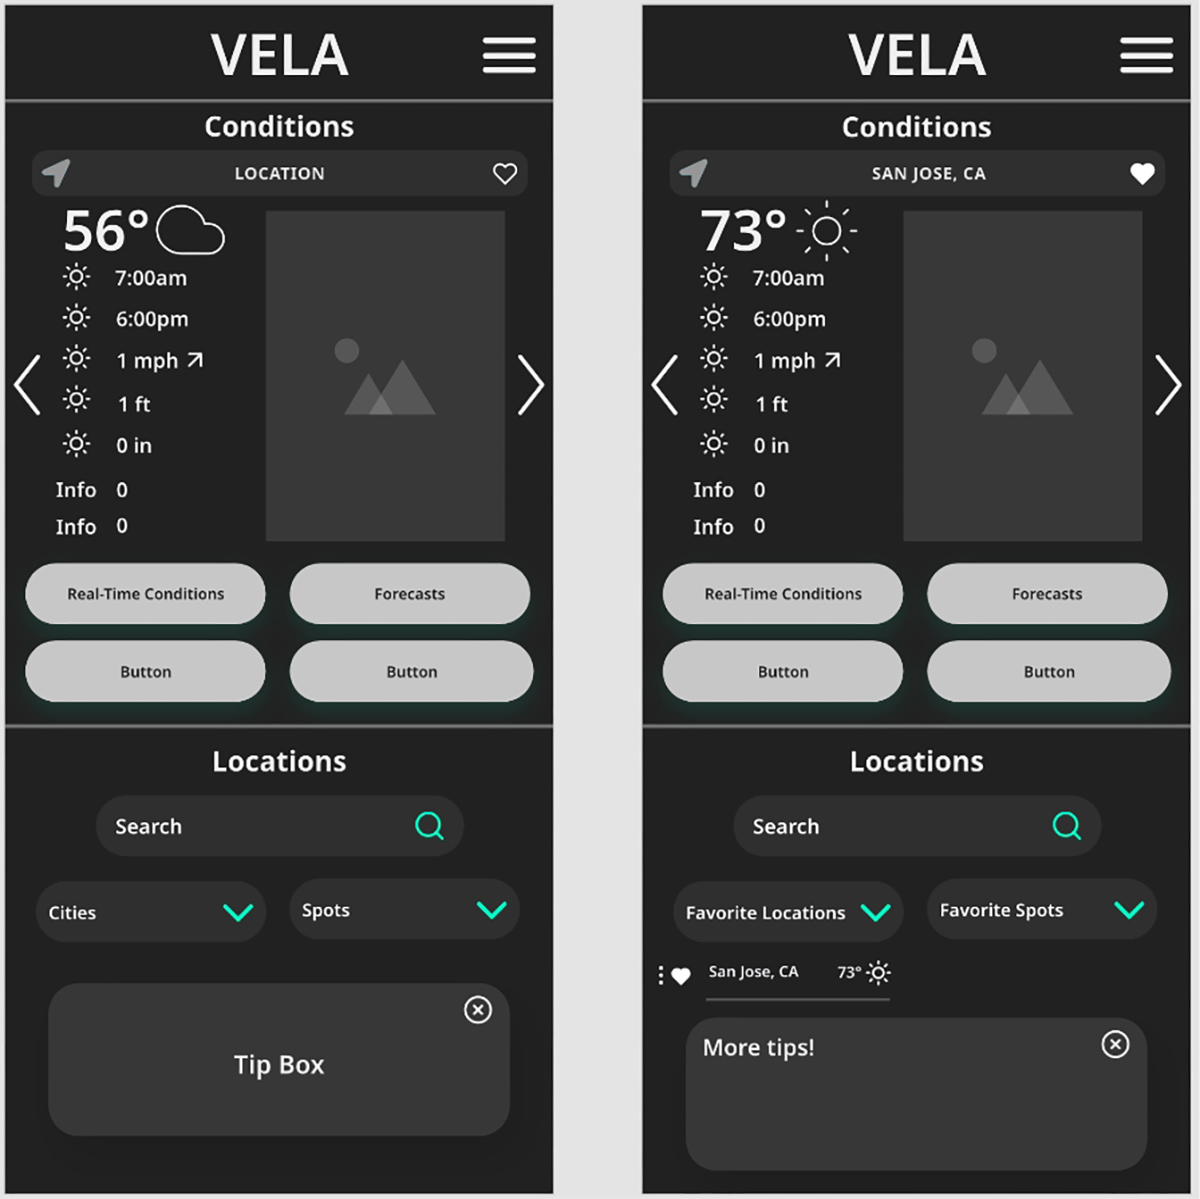 VELA
Conditions
LOCATION
56°
7:00am
6:00pm
1 mph
1 ft
0 in
Info 0
Info 0
Real-Time Conditions
Forecasts
Button
Button
Locations
Search
Cities
Spots
Tip Box
VELA
Conditions
SAN JOSE, CA
73°
7:00am
6:00pm
1 mph
1 ft
0 in
Info 0
Info 0
Real-Time Conditions
Forecasts
Button
Button
Locations
Search
Favorite Locations
Favorite Spots
San Jose, CA 73°
More tips!